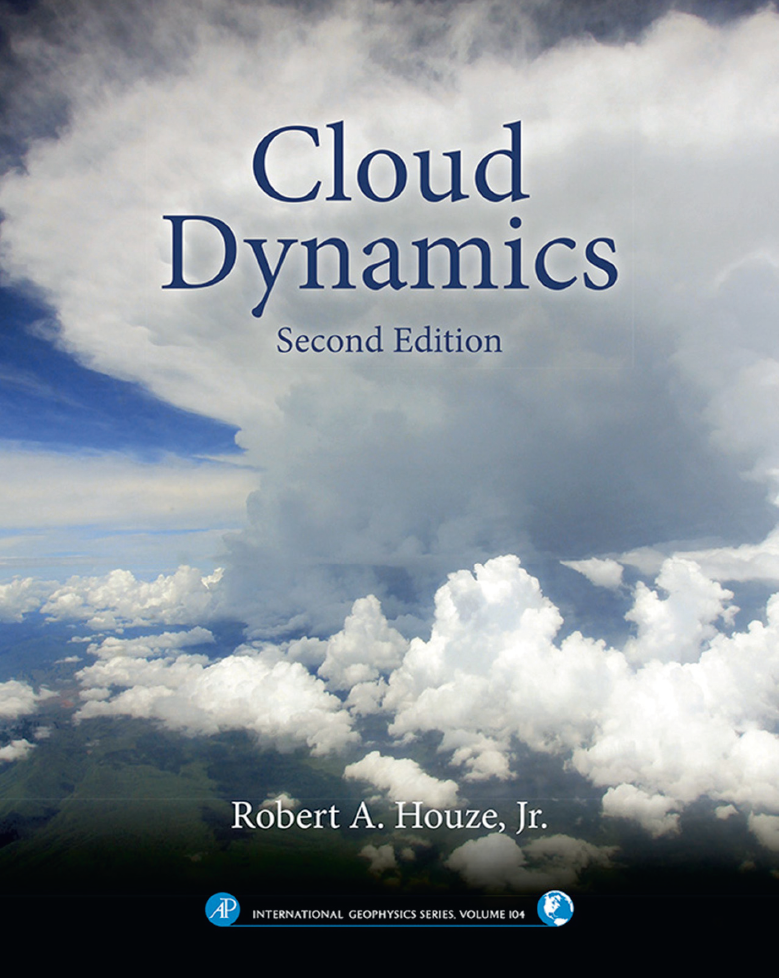 Cloud
Dynamics
Second Edition
Robert A. Houze, Jr.
AP
INTERNATIONAL GEOPHYSICS SERIES, VOLUME 104